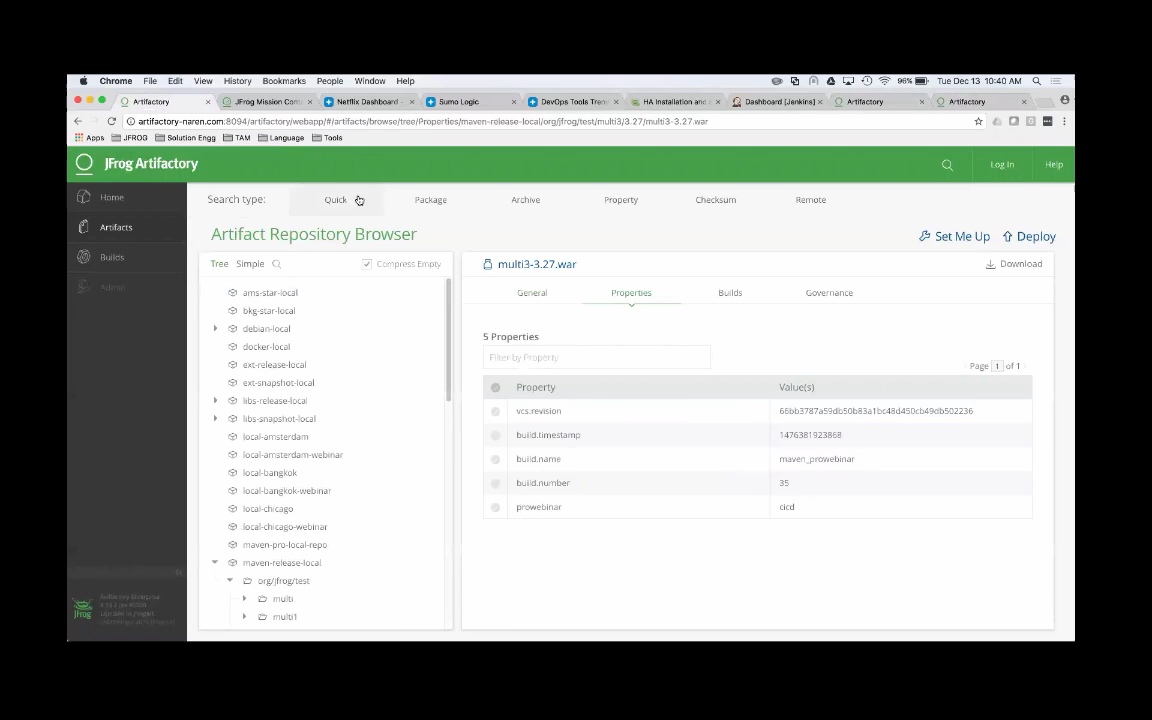 Chrome File Edit View History Bookmarks People Window Help 96% Tue Dec 13 10:40 AM
Artifactory JFrog Mission Con Netflix Dashboard - Sumo Logic DevOps Tools Tren HA Installation and Dashboard [Jenkins] Artifactory Artifactory
artifactory-naren.com:8094/artifactory/webapp/#/artifacts/browse/tree/Properties/maven-release-local/org/jfrog/test/multi3/3.27/multi3-3.27.war
Apps JFROG Solution Engg TAM Language Tools
JFrog Artifactory Log In Help
Home
Artifacts
Builds
Admin
JFrog
Search type: Quick Package Archive Property Checksum Remote
Artifact Repository Browser Set Me Up Deploy
Tree Simple Compress Empty
ams-star-local
bkg-star-local
debian-local
docker-local
ext-release-local
ext-snapshot-local
libs-release-local
libs-snapshot-local
local-amsterdam
local-amsterdam-webinar
local-bangkok
local-bangkok-webinar
local-chicago
local-chicago-webinar
maven-pro-local-repo
maven-release-local
org/jfrog/test
multi
multi1
multi3-3.27.war Download
General Properties Builds Governance
5 Properties
Filter by Property
Page 1 of 1
Property Value(s)
vcs.revision 66bb3787a59db50b83a1bc48d450cb49db502236
build.timestamp 1476381923868
build.name maven_prowebinar
build.number 35
prowebinar cicd